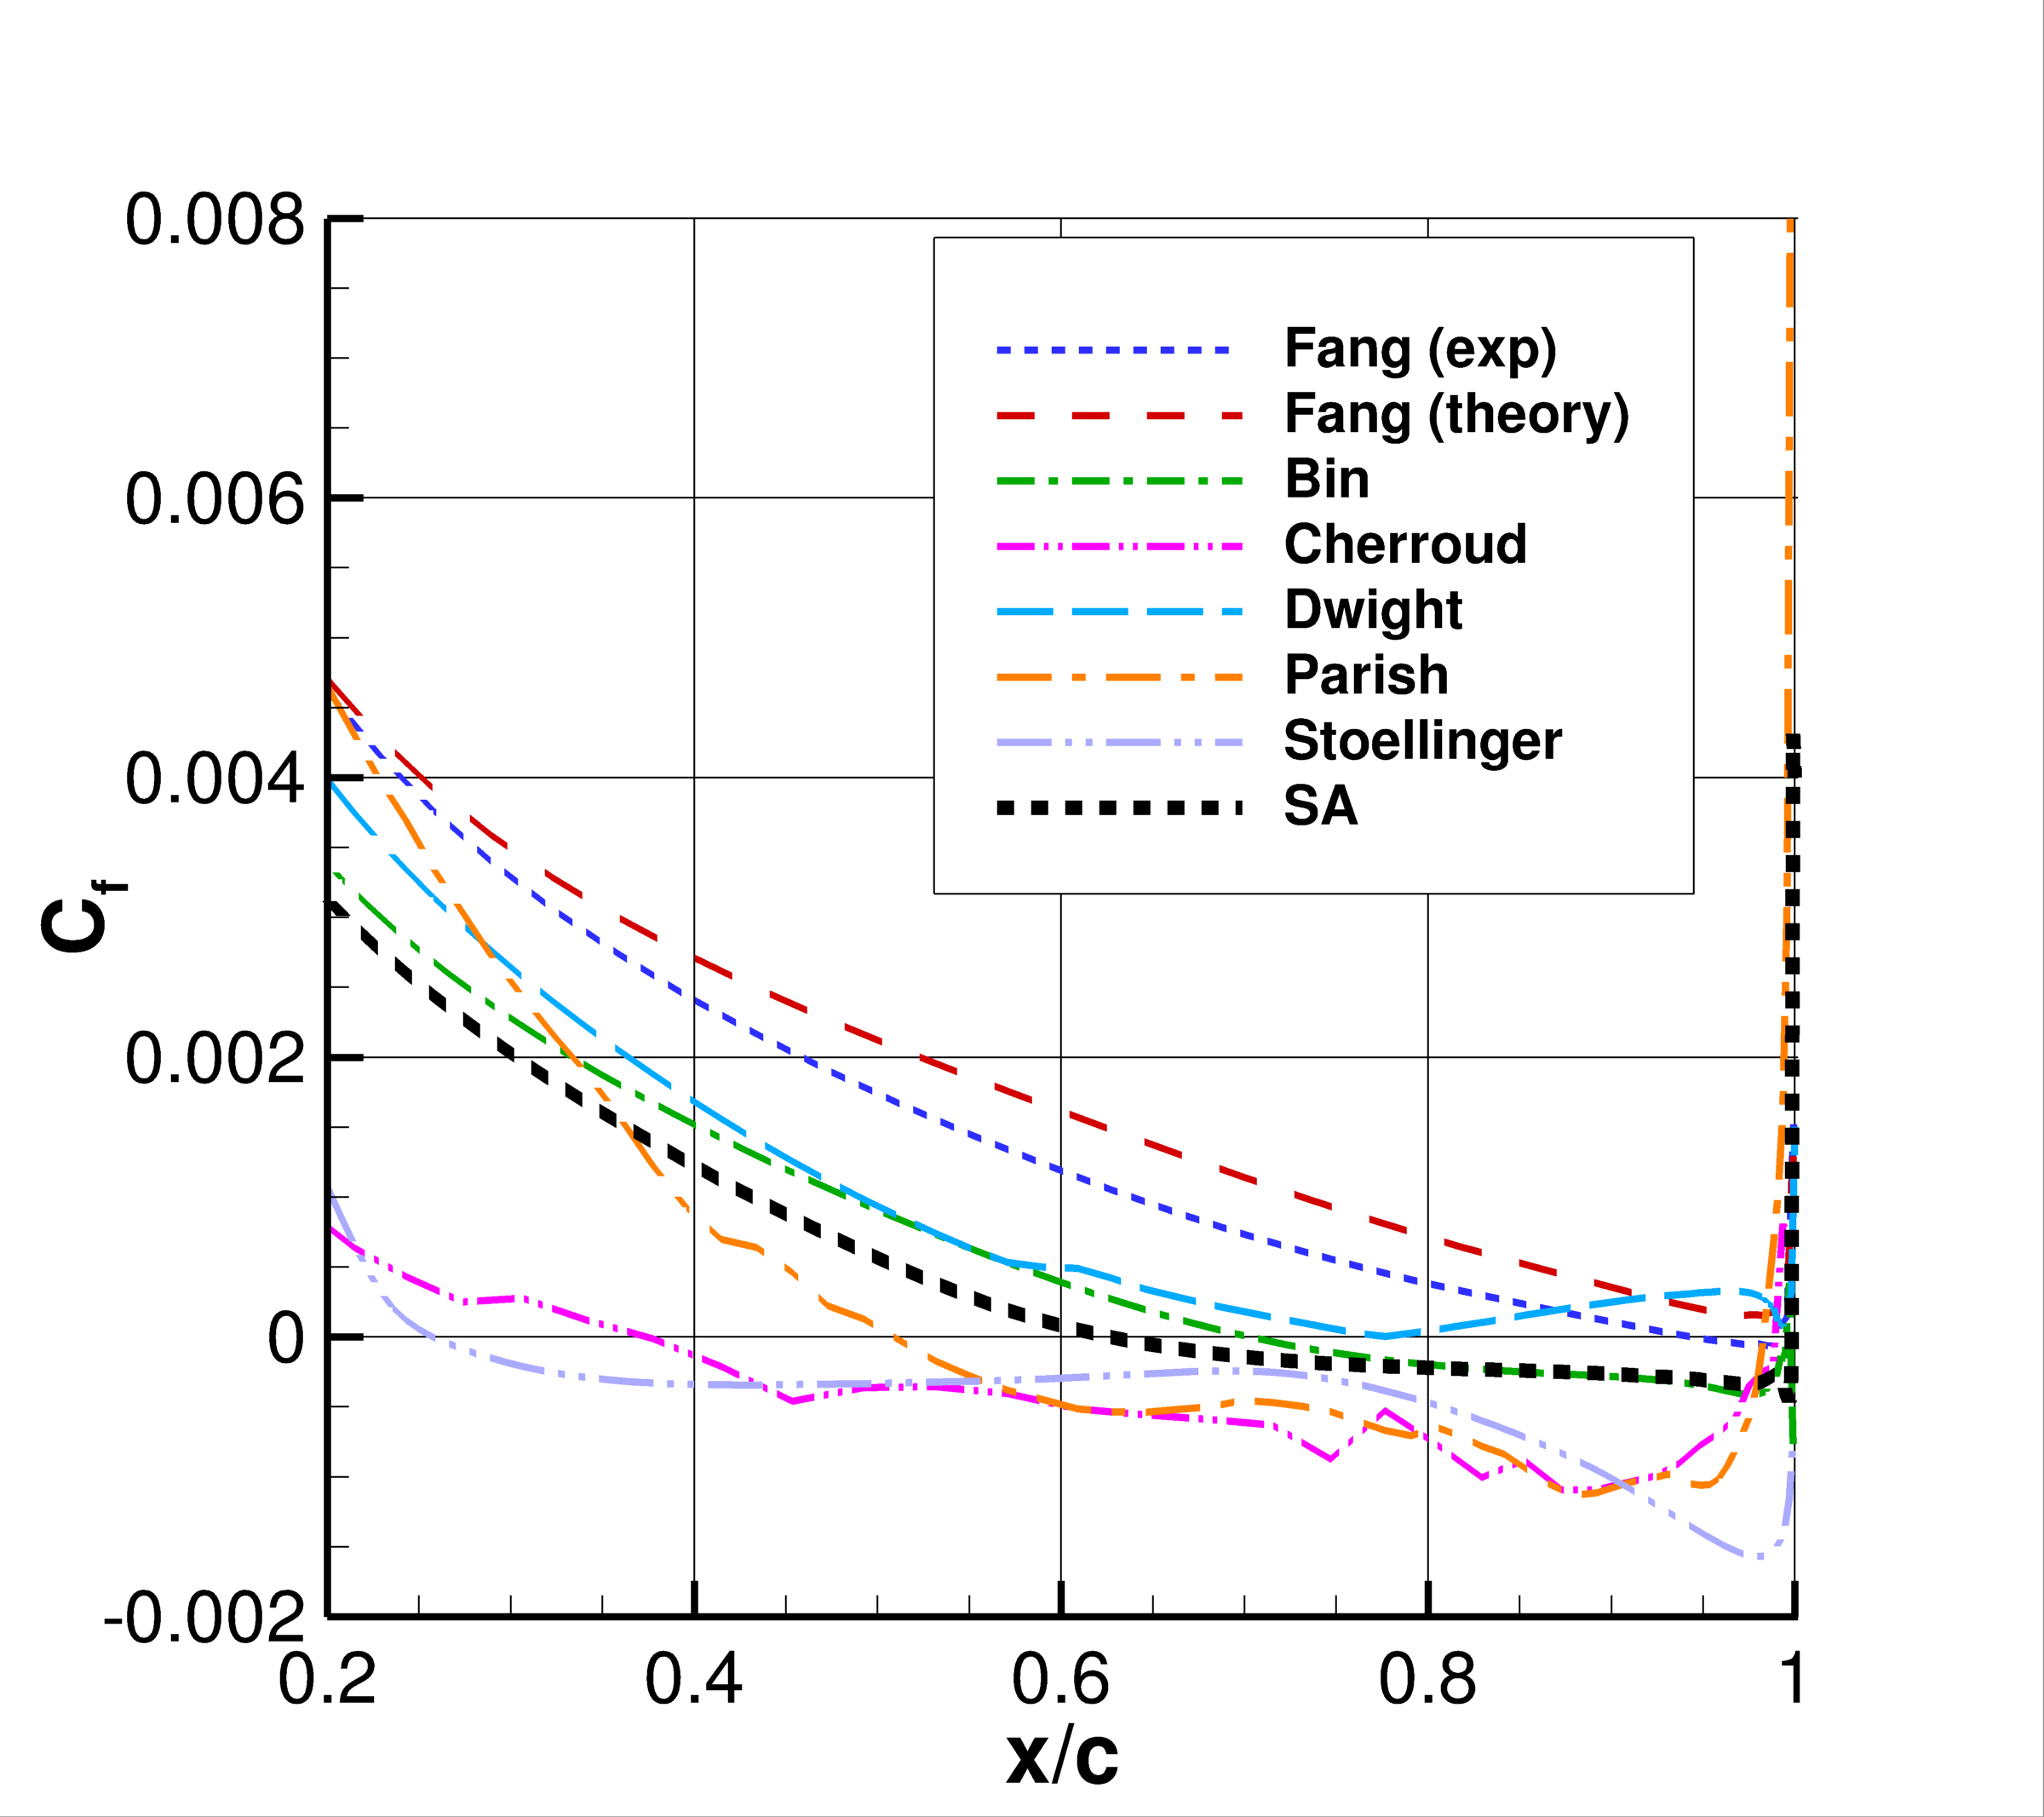 0.008
0.006
0.004
0.002
0
-0.002
Cf
Fang (exp)
Fang (theory)
Bin
Cherroud
Dwight
Parish
Stoellinger
SA
0.2 0.4 0.6 0.8 1
x/c